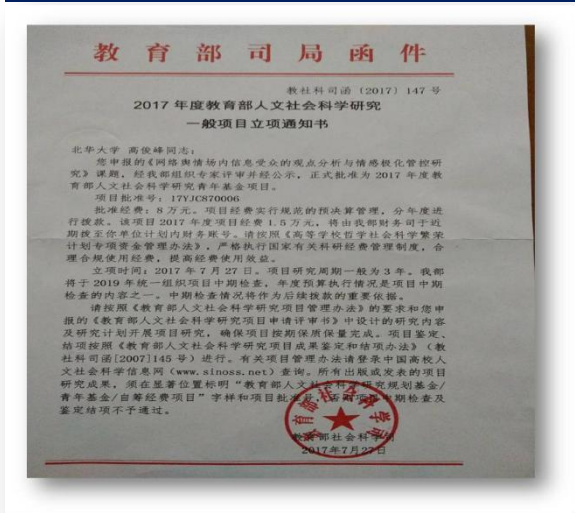 教育部司局函件
教社科司函〔2017〕147 号
2017 年度教育部人文社会科学研究
一般项目立项通知书
北华大学 高俊峰同志：
您申报的《网络舆情场内信息受众的观点分析与情感极化管控研
究》课题，经我部组织专家评审并经公示，正式批准为 2017 年度教
育部人文社会科学研究青年基金项目。
项目批准号：17YJC870006
批准经费：8 万元。项目经费实行规范的预决算管理，分年度进
行拨款。该项目 2017 年度项目经费 1.5 万元，将由我部财务司于近
期拨至你单位计划内财务账号。请按照《高等学校哲学社会科学繁荣
计划专项资金管理办法》，严格执行国家有关科研经费管理制度，合
理合规使用经费，提高经费使用效益。
立项时间：2017 年 7 月 27 日。项目研究周期一般为 3 年。我部
将于 2019 年统一组织项目中期检查，年度预算执行情况是项目中期
检查的内容之一。中期检查情况将作为后续拨款的重要依据。
请按照《教育部人文社会科学研究项目管理办法》的要求和您申
报的《教育部人文社会科学研究项目申请评审书》中设计的研究内容
及研究计划开展项目研究，确保项目按期保质保量完成。项目鉴定、
结项按照《教育部人文社会科学研究项目成果鉴定和结项办法》（教
社科司函[2007]145 号）进行。有关项目管理办法请登录中国高校人
文社会科学信息网（www.sinoss.net）查询。所有出版或发表的项目
研究成果，须在显著位置标明“教育部人文社会科学研究规划基金/
青年基金/自筹经费项目”字样和项目批准号，否则项目中期检查及
鉴定结项不予通过。
教育部社会科学司
2017年7月27日